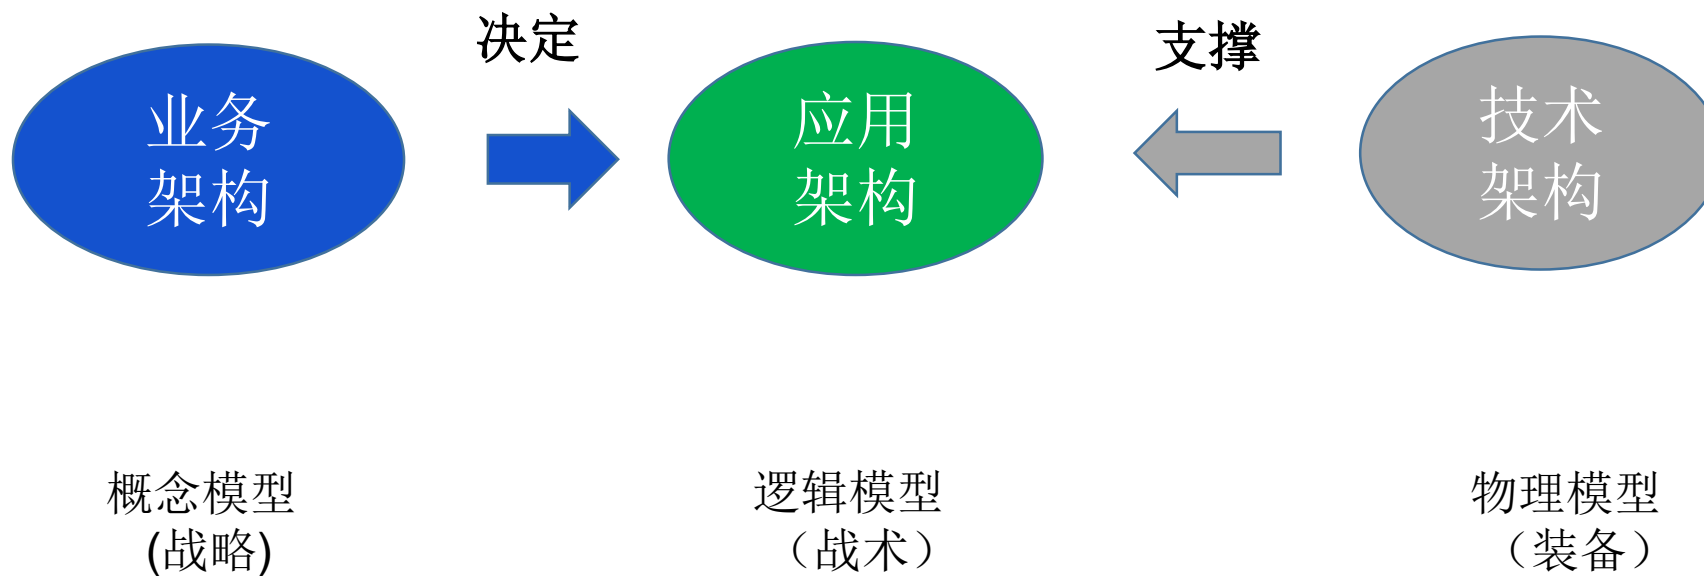 决定
支撑
业务
架构
应用
架构
技术
架构
概念模型
(战略)
逻辑模型
（战术）
物理模型
（装备）